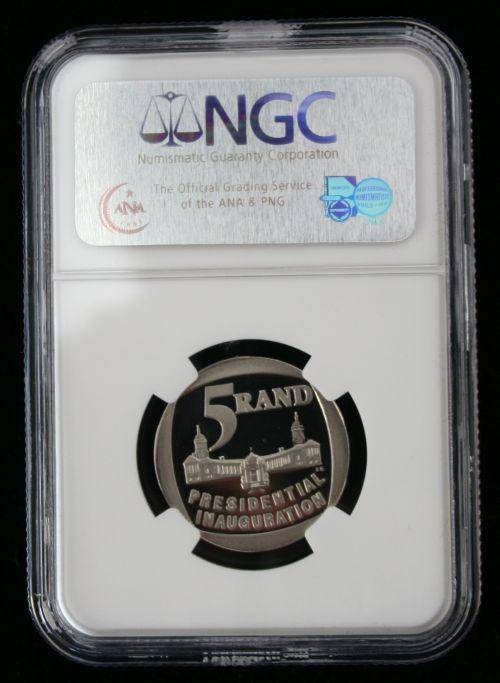 NGC
Numismatic Guaranty Corporation
The Official Grading Service
of the ANA & PNG
ANA
5 RAND
PRESIDENTIAL
INAUGURATION